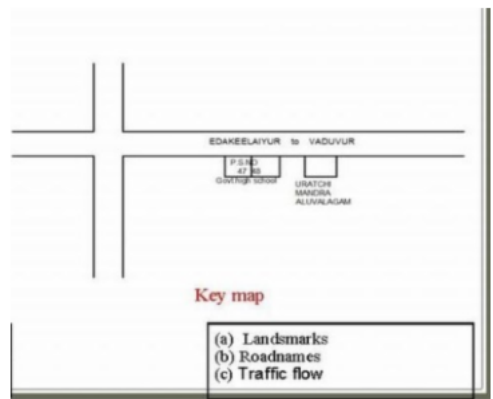 EDAKEELAIYUR to VADUVUR
P.S.NO
47 48
Govt high school
URATCHI
MANDRA
ALUVALAGAM
Key map
(a) Landsmarks
(b) Roadnames
(c) Traffic flow